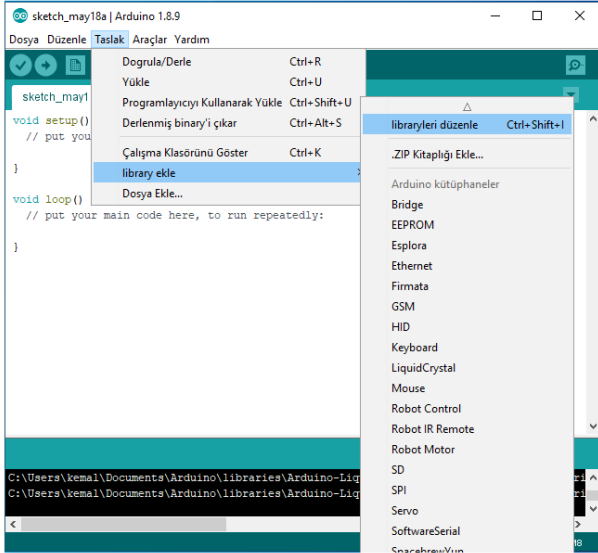 sketch_may18a | Arduino 1.8.9
Dosya Düzenle Taslak Araçlar Yardım
Dogrula/Derle Ctrl+R
Yükle Ctrl+U
Programlayıcıyı Kullanarak Yükle Ctrl+Shift+U
Derlenmiş binary'i çıkar Ctrl+Alt+S
Çalışma Klasörünü Göster Ctrl+K
library ekle
Dosya Ekle...
libraryleri düzenle Ctrl+Shift+I
.ZIP Kitaplığı Ekle...
Arduino kütüphaneler
Bridge
EEPROM
Esplora
Ethernet
Firmata
GSM
HID
Keyboard
LiquidCrystal
Mouse
Robot Control
Robot IR Remote
Robot Motor
SD
SPI
Servo
SoftwareSerial
SpacebrewYun
sketch_may1
void setup()
// put you
}
void loop()
// put your main code here, to run repeatedly:
}
C:\Users\kemal\Documents\Arduino\libraries\Arduino-Liq
C:\Users\kemal\Documents\Arduino\libraries\Arduino-Liq